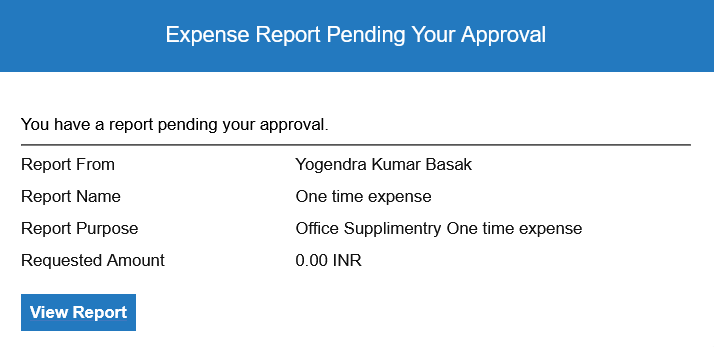 Expense Report Pending Your Approval
You have a report pending your approval.
Report From Yogendra Kumar Basak
Report Name One time expense
Report Purpose Office Supplimentry One time expense
Requested Amount 0.00 INR
View Report